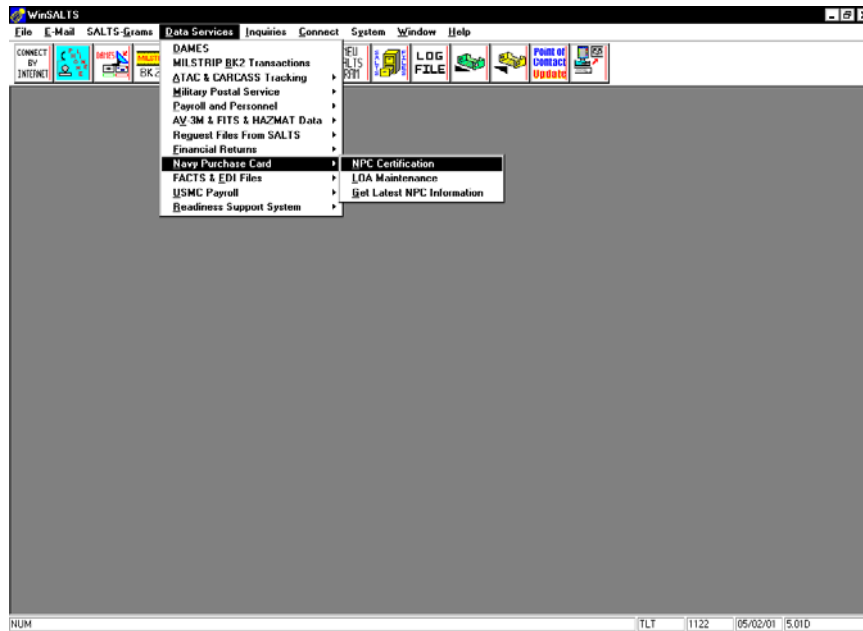 WinSALTS
File E-Mail SALTS-Grams Data Services Inquiries Connect System Window Help
CONNECT
BY
INTERNET
DAMES
BK2
LOG
FILE
Point of
Contact
Update
DAMES
MILSTRIP BK2 Transactions
ATAC & CARCASS Tracking
Military Postal Service
Payroll and Personnel
AV-3M & FITS & HAZMAT Data
Request Files From SALTS
Financial Returns
Navy Purchase Card
FACTS & EDI Files
USMC Payroll
Readiness Support System
NPC Certification
LOA Maintenance
Get Latest NPC Information
NUM TLT 1122 05/02/01 5.01D